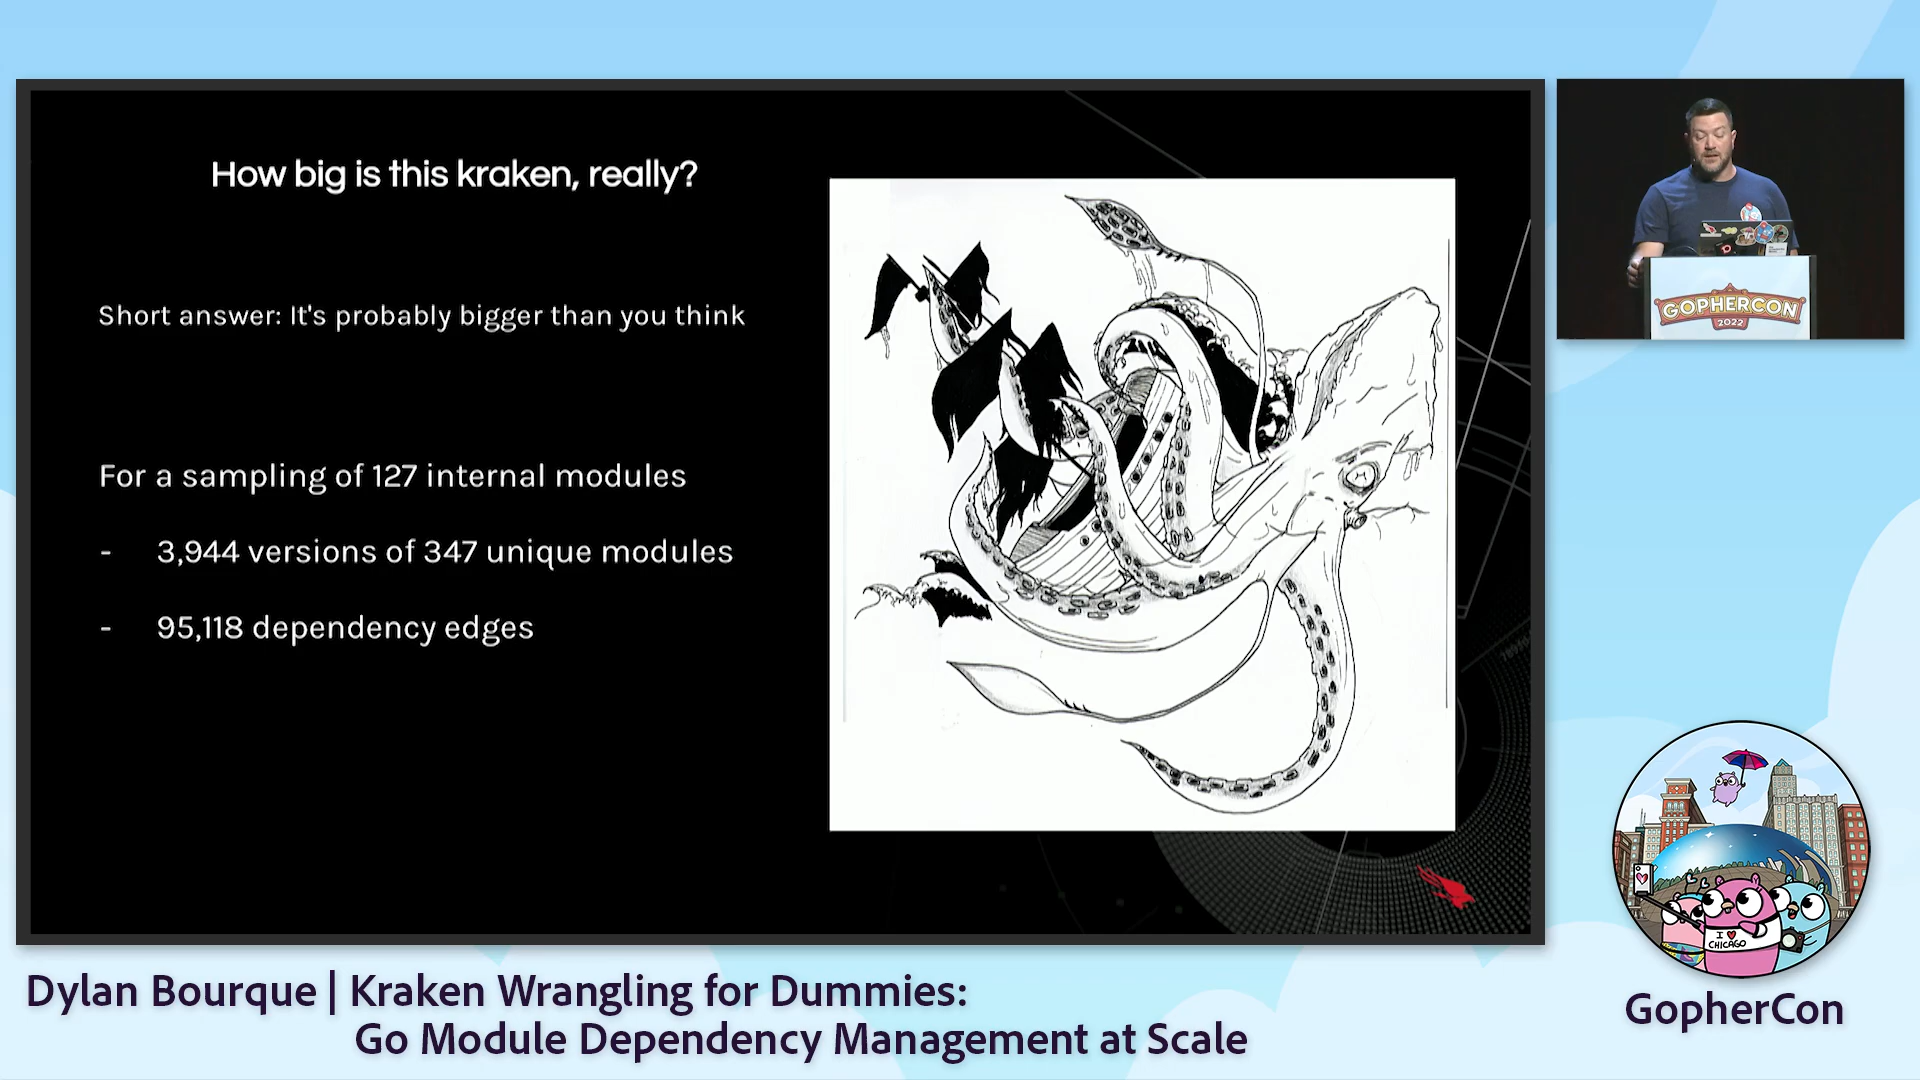 How big is this kraken, really?
Short answer: It's probably bigger than you think
For a sampling of 127 internal modules
- 3,944 versions of 347 unique modules
- 95,118 dependency edges
GOPHERCON
2022
I ♥
CHICAGO
Dylan Bourque | Kraken Wrangling for Dummies:
Go Module Dependency Management at Scale
GopherCon